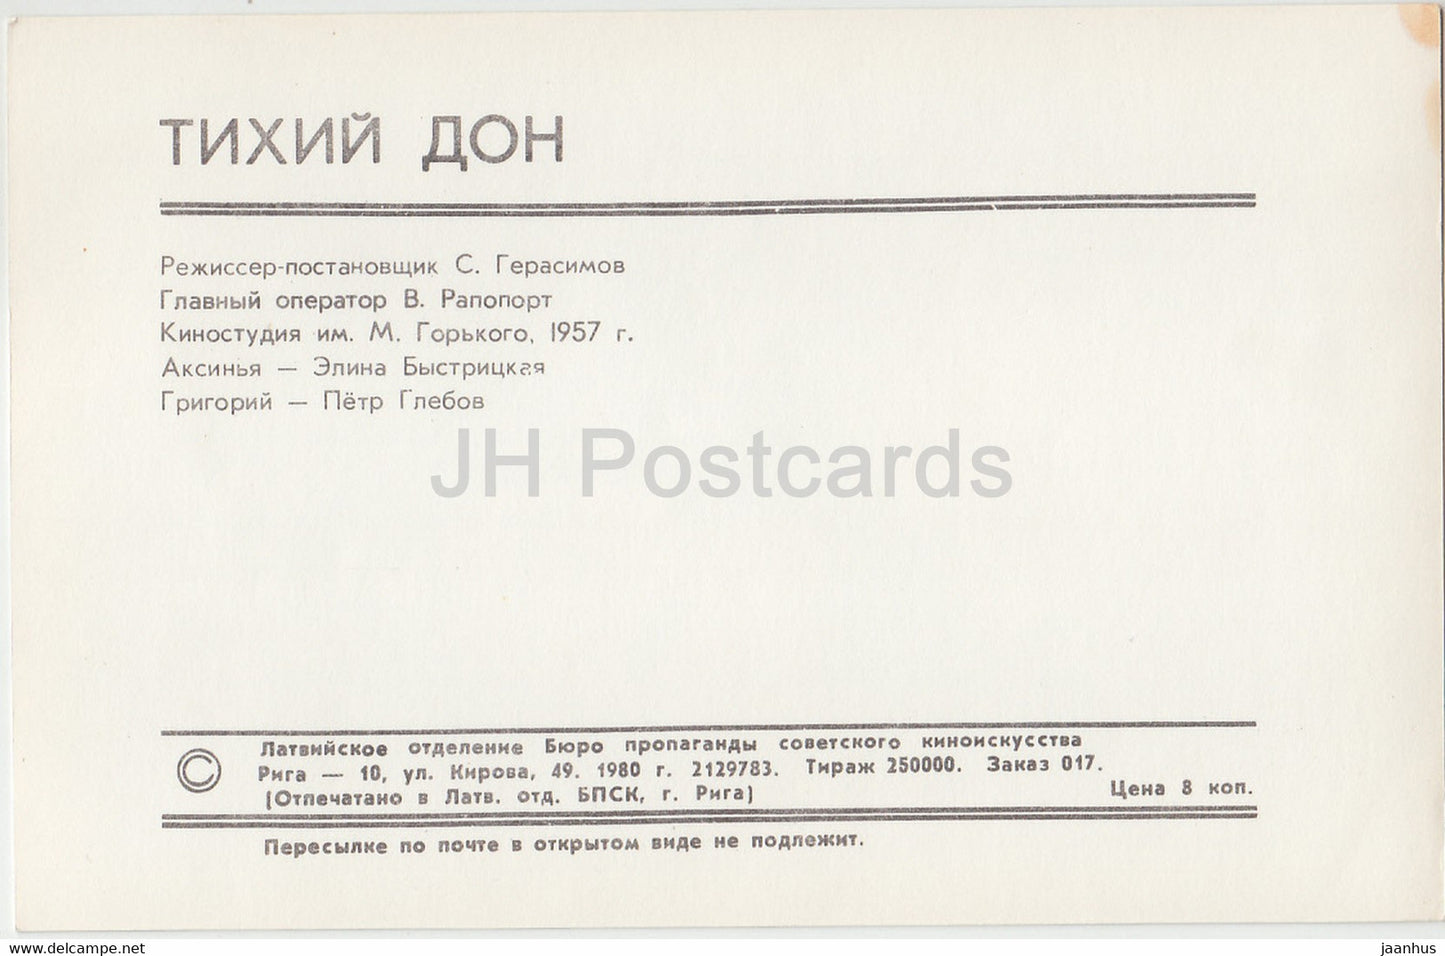 ТИХИЙ ДОН
Режиссер-постановщик С. Герасимов
Главный оператор В. Рапопорт
Киностудия им. М. Горького, 1957 г.
Аксинья — Элина Быстрицкая
Григорий — Пётр Глебов
JH Postcards
© Латвийское отделение Бюро пропаганды советского киноискусства
Рига — 10, ул. Кирова, 49. 1980 г. 2129783. Тираж 250000. Заказ 017.
(Отпечатано в Латв. отд. БПСК, г. Рига) Цена 8 коп.
Пересылке по почте в открытом виде не подлежит.
www.delcampe.net
jaanhus